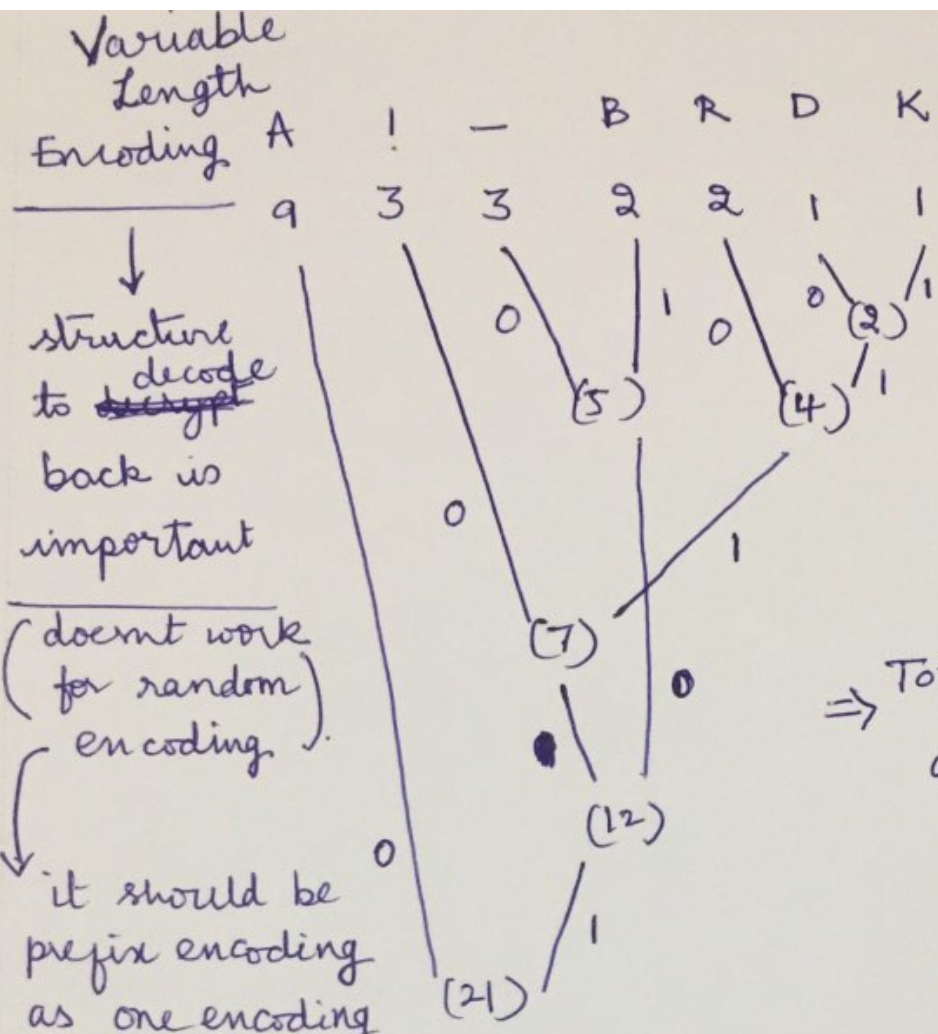 Variable
Length
Encoding
A ! — B R D K
9 3 3 2 2 1 1
structure
to decode
back is
important
(doesnt work
for random
encoding).
it should be
prefix encoding
as one encoding
0 1 0 0 1
(2)
(5) (4) 1
0 1
(7)
0
⇒ To
(12)
0
1
(21)